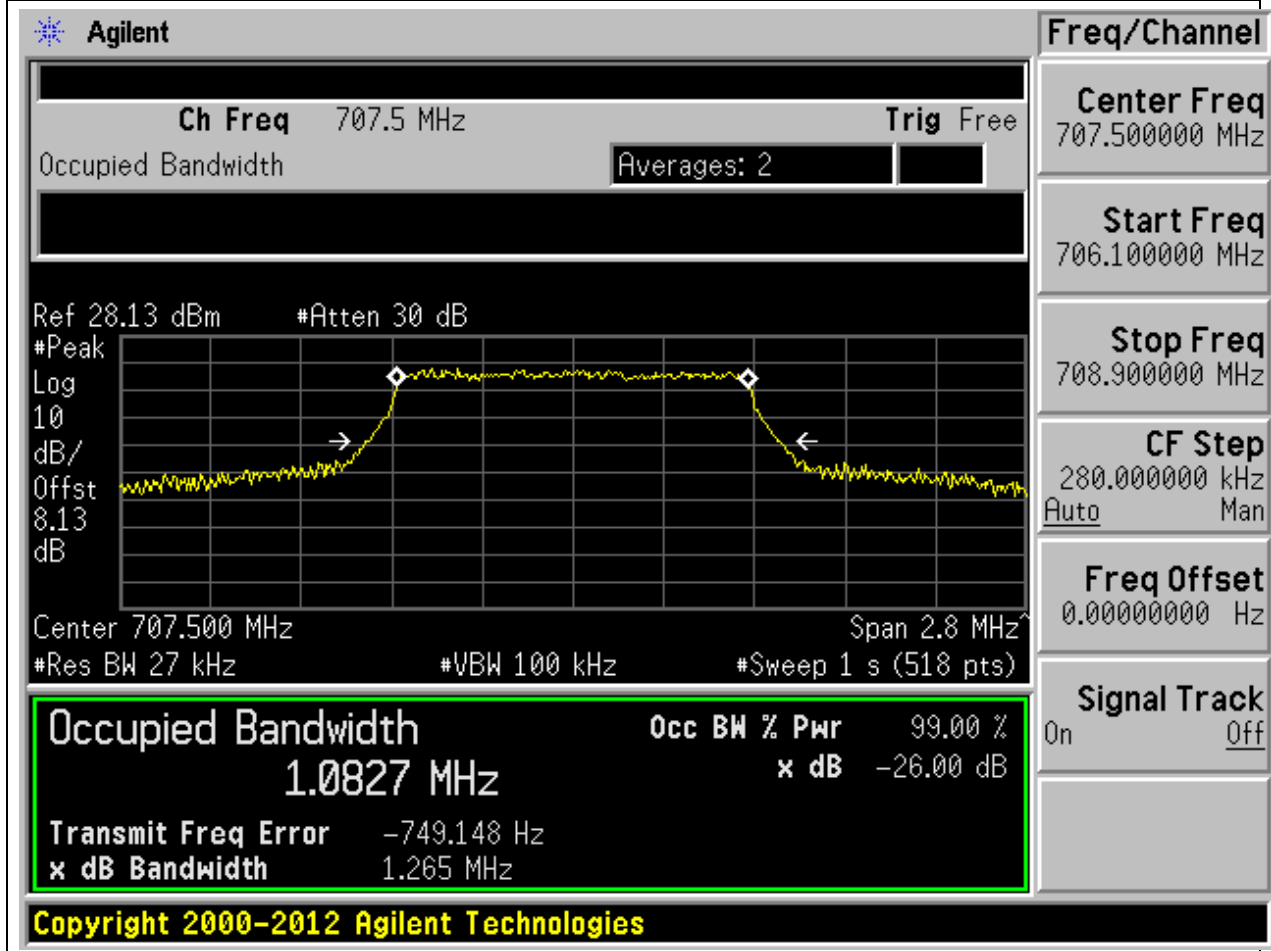 Agilent
Freq/Channel
Ch Freq 707.5 MHz Trig Free
Occupied Bandwidth Averages: 2
Center Freq
707.500000 MHz
Start Freq
706.100000 MHz
Stop Freq
708.900000 MHz
CF Step
280.000000 kHz
Auto Man
Freq Offset
0.00000000 Hz
Signal Track
On Off
Ref 28.13 dBm #Atten 30 dB
#Peak
Log
10
dB/
Offst
8.13
dB
Center 707.500 MHz Span 2.8 MHz^
#Res BW 27 kHz #VBW 100 kHz #Sweep 1 s (518 pts)
Occupied Bandwidth Occ BW % Pwr 99.00 %
1.0827 MHz x dB -26.00 dB
Transmit Freq Error -749.148 Hz
x dB Bandwidth 1.265 MHz
Copyright 2000-2012 Agilent Technologies